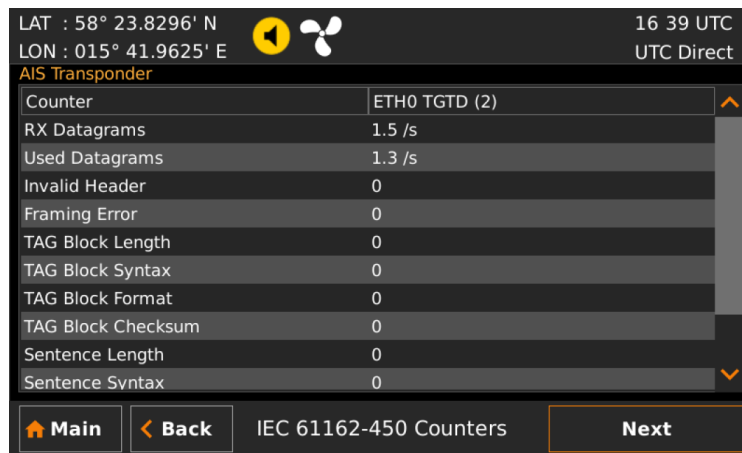 LAT : 58° 23.8296' N
LON : 015° 41.9625' E
16 39 UTC
UTC Direct
AIS Transponder
Counter ETH0 TGTD (2)
RX Datagrams 1.5 /s
Used Datagrams 1.3 /s
Invalid Header 0
Framing Error 0
TAG Block Length 0
TAG Block Syntax 0
TAG Block Format 0
TAG Block Checksum 0
Sentence Length 0
Sentence Syntax 0
Main Back IEC 61162-450 Counters Next